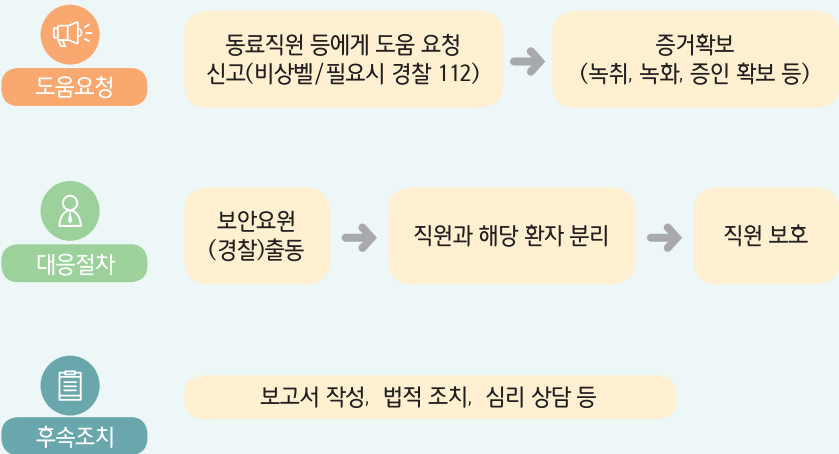 도움요청
동료직원 등에게 도움 요청
신고(비상벨/필요시 경찰 112)
증거확보
(녹취, 녹화, 증인 확보 등)
대응절차
보안요원
(경찰)출동
직원과 해당 환자 분리
직원 보호
후속조치
보고서 작성, 법적 조치, 심리 상담 등